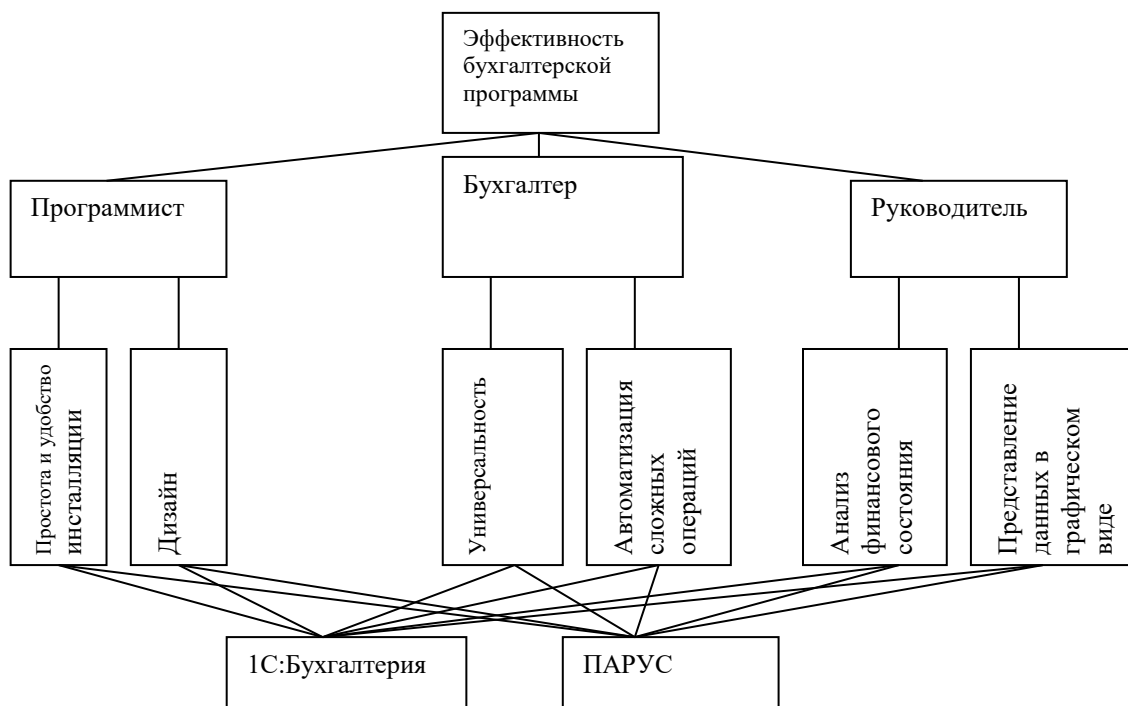 Эффективность
бухгалтерской
программы
Программист
Бухгалтер
Руководитель
Простота и удобство
инсталляции
Дизайн
Универсальность
Автоматизация
сложных
операций
Анализ
финансового
состояния
Представление
данных в
графическом
виде
1С:Бухгалтерия
ПАРУС